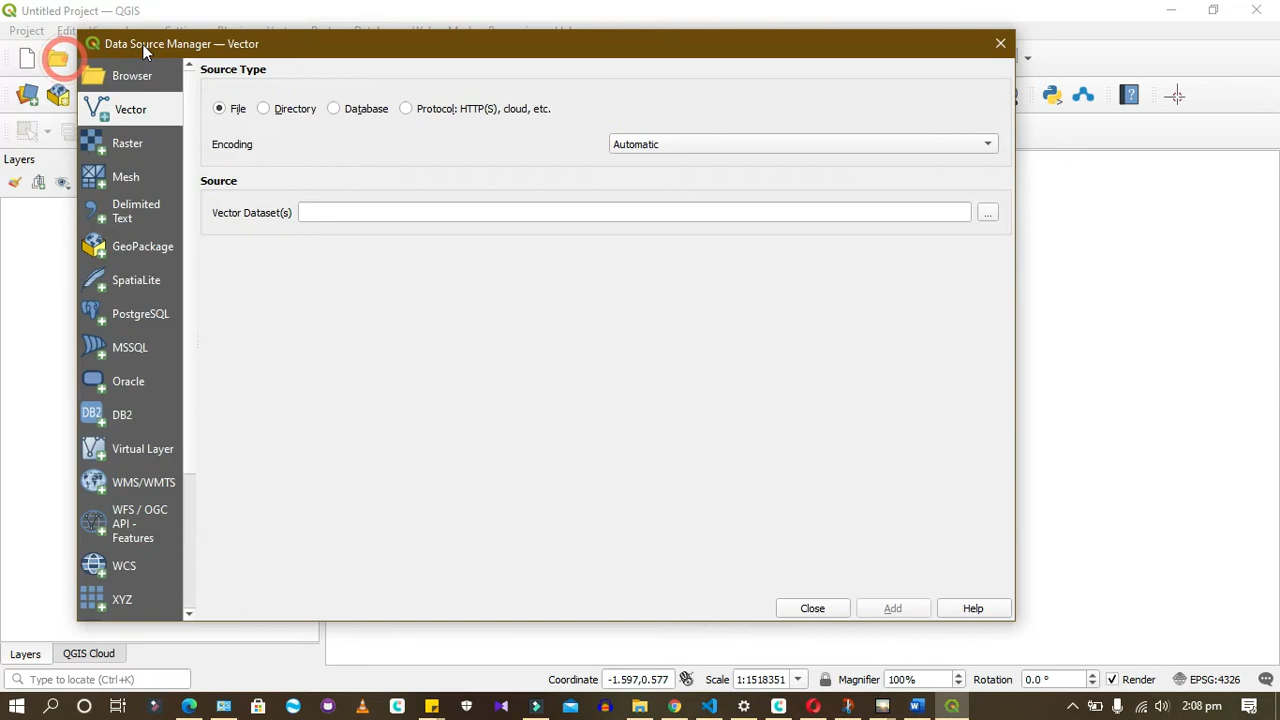 Untitled Project — QGIS
Project
Data Source Manager — Vector
Browser
Vector
Raster
Mesh
Delimited
Text
GeoPackage
SpatiaLite
PostgreSQL
MSSQL
Oracle
DB2
DB2
Virtual Layer
WMS/WMTS
WFS / OGC
API -
Features
WCS
XYZ
Source Type
File Directory Database Protocol: HTTP(S), cloud, etc.
Encoding Automatic
Source
Vector Dataset(s) ...
Close Add Help
Layers
Layers QGIS Cloud
Type to locate (Ctrl+K) Coordinate -1.597,0.577 Scale 1:1518351 Magnifier 100% Rotation 0.0 ° Render EPSG:4326
2:08 pm